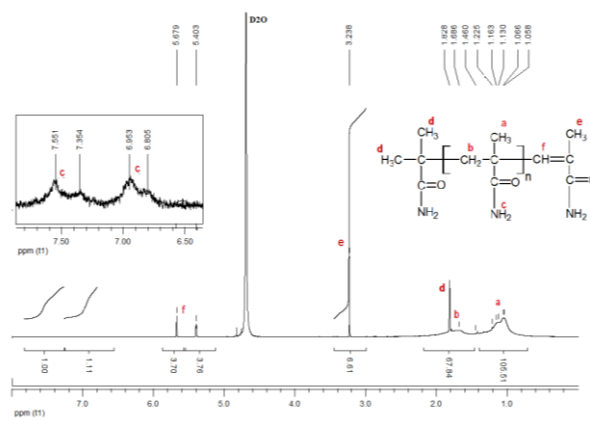 5.679
5.403
D2O
3.238
1.828
1.686
1.460
1.225
1.163
1.130
1.066
1.058
7.551
7.354
6.953
6.805
c
c
7.50
7.00
6.50
ppm (t1)
d
CH3
a
CH3
e
CH3
d
H3C
C
b
CH2
C
n
f
CH
C
C=O
C=O
C=O
NH2
NH2
c
NH2
e
d
b
a
f
1.00
1.11
3.70
3.76
6.61
67.84
105.51
7.0
6.0
5.0
4.0
3.0
2.0
1.0
ppm (t1)